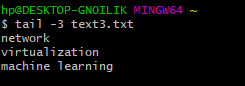 hp@DESKTOP-GNOILIK MINGW64 ~
$ tail -3 text3.txt
network
virtualization
machine learning